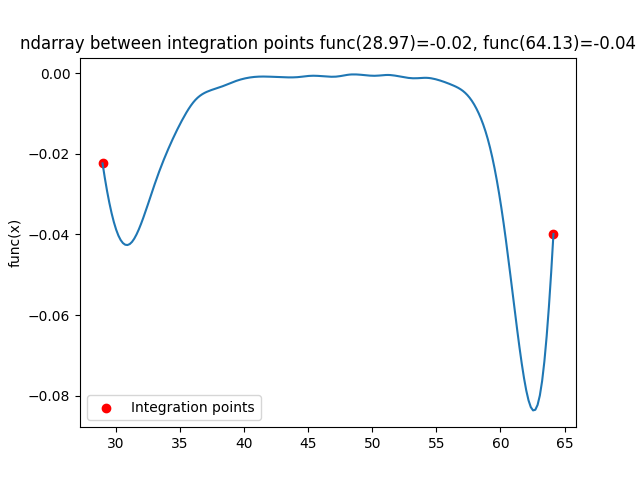 ndarray between integration points func(28.97)=-0.02, func(64.13)=-0.04
0.00
−0.02
−0.04
−0.06
−0.08
func(x)
Integration points
30 35 40 45 50 55 60 65